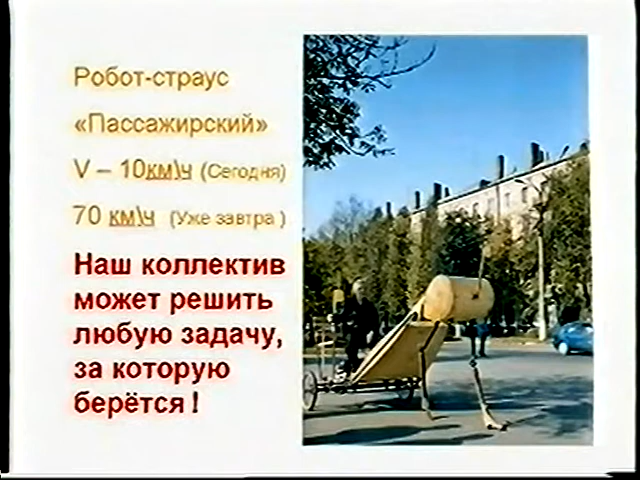 Робот-страус
«Пассажирский»
V – 10км\ч (Сегодня)
70 км\ч (Уже завтра )
Наш коллектив
может решить
любую задачу,
за которую
берётся !